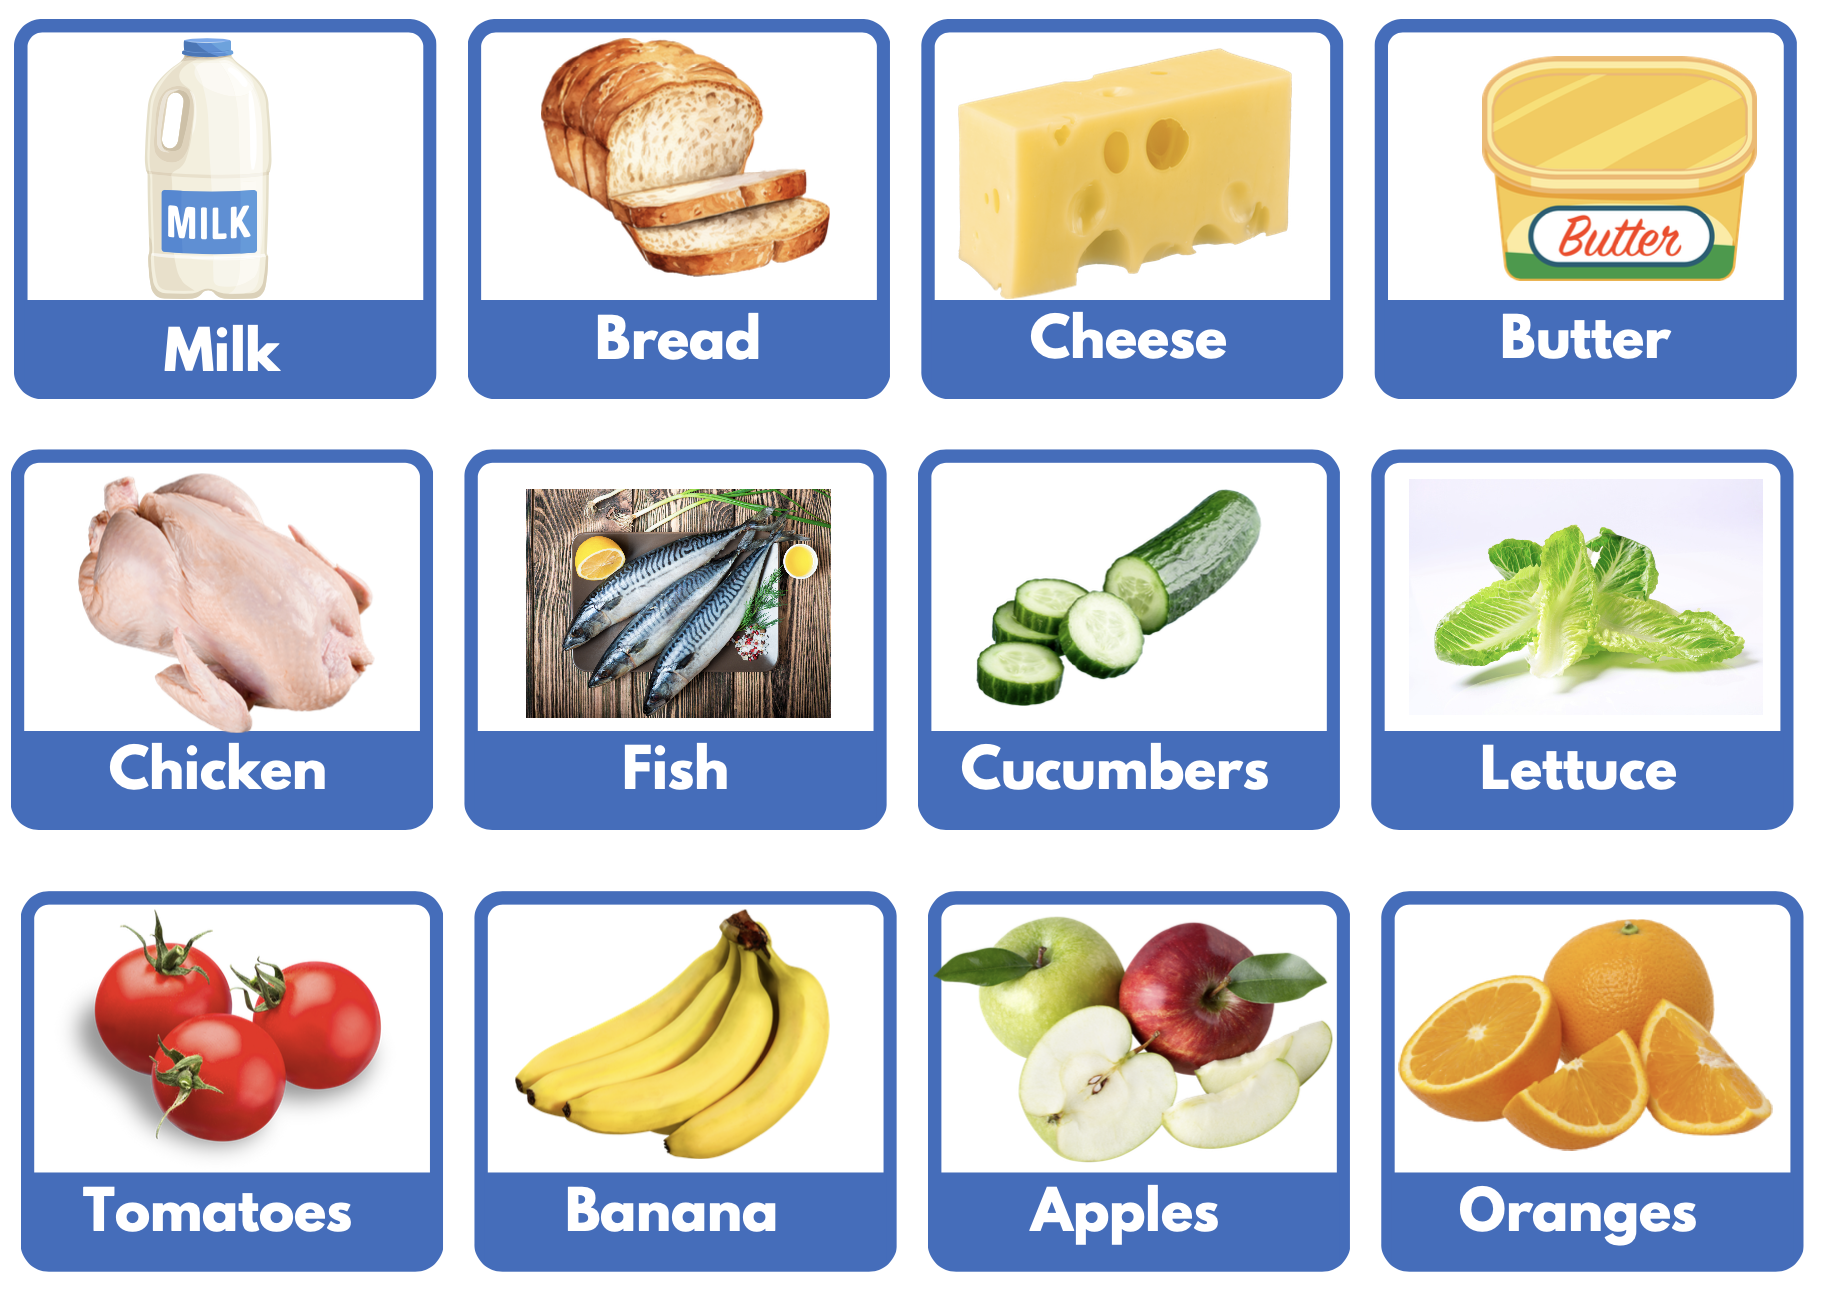 MILK
Milk
Bread
Cheese
Butter
Butter
Chicken
Fish
Cucumbers
Lettuce
Tomatoes
Banana
Apples
Oranges